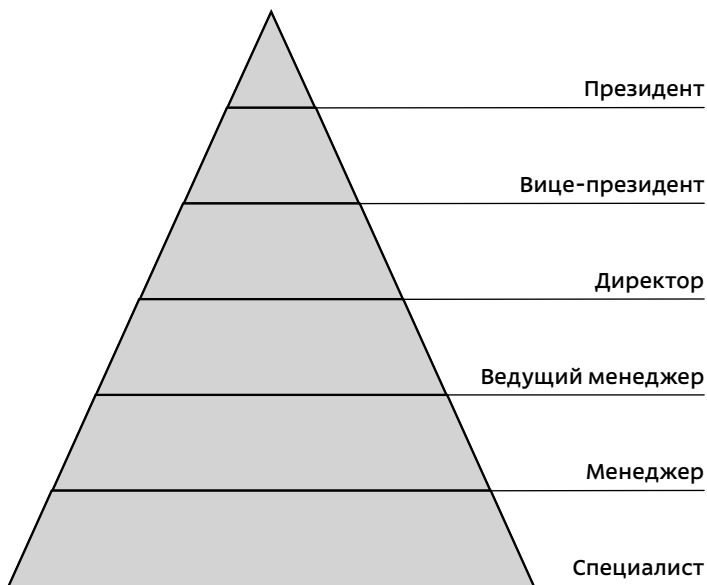 Президент
Вице-президент
Директор
Ведущий менеджер
Менеджер
Специалист